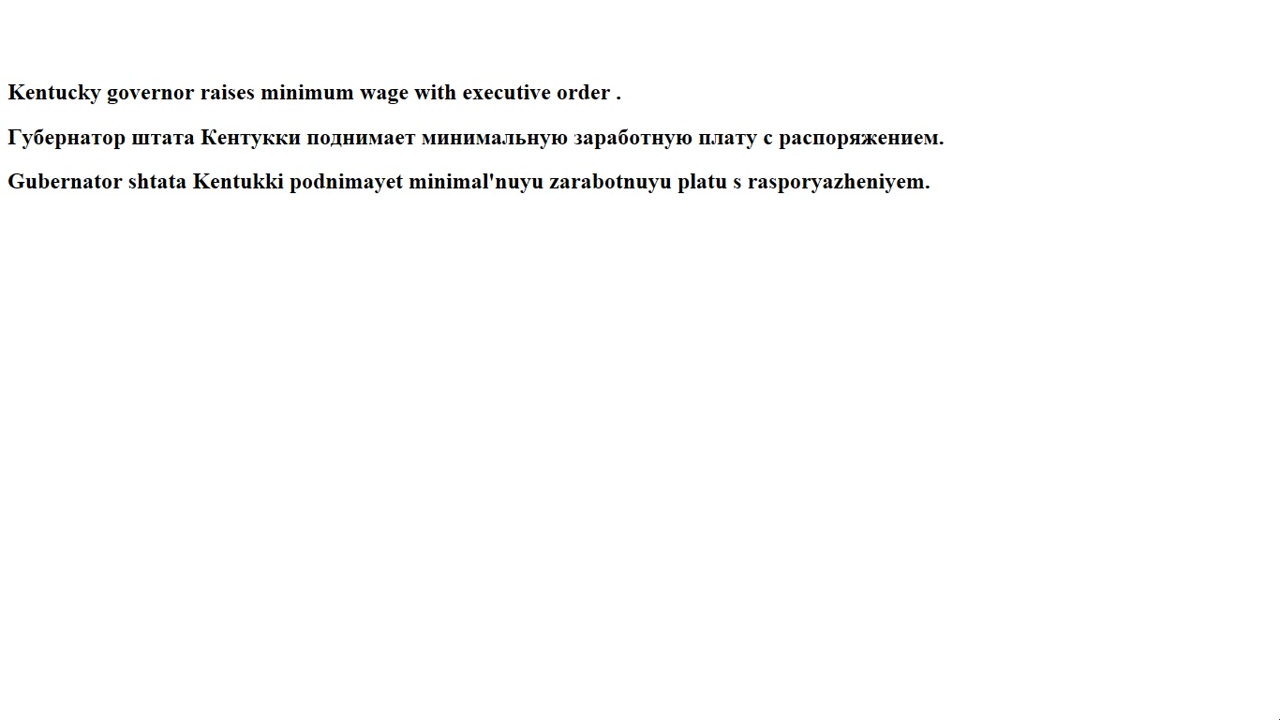 Kentucky governor raises minimum wage with executive order .
Губернатор штата Кентукки поднимает минимальную заработную плату с распоряжением.
Gubernator shtata Kentukki podnimayet minimal'nuyu zarabotnuyu platu s rasporyazheniyem.